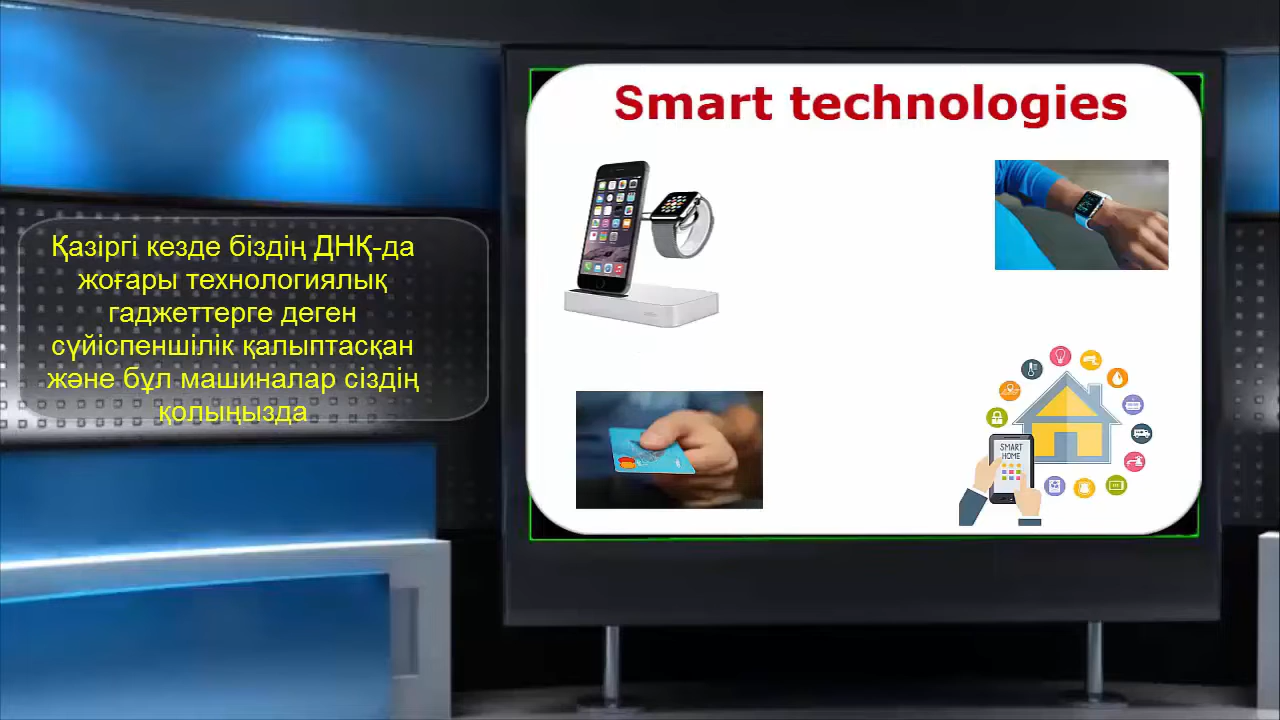 Smart technologies
Қазіргі кезде біздің ДНҚ-да
жоғары технологиялық
гаджеттерге деген
сүйіспеншілік қалыптасқан
және бұл машиналар сіздің
қолыңызда
SMART
HOME